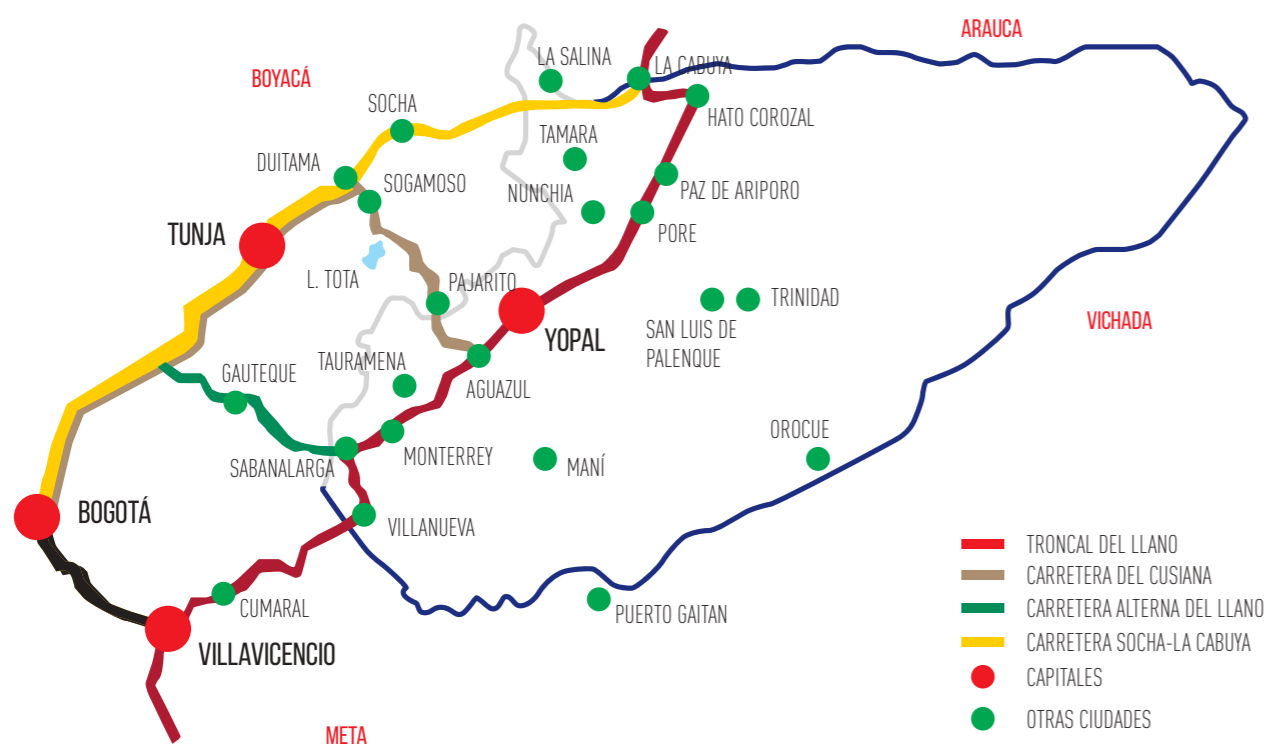 ARAUCA
LA SALINA
LA CABUYA
BOYACÁ
SOCHA
HATO COROZAL
TAMARA
DUITAMA
SOGAMOSO
NUNCHIA
PAZ DE ARIPORO
TUNJA
PORE
L. TOTA
PAJARITO
TRINIDAD
SAN LUIS DE
PALENQUE
VICHADA
YOPAL
TAURAMENA
GAUTEQUE
AGUAZUL
OROCUE
SABANALARGA
MONTERREY
MANÍ
BOGOTÁ
VILLANUEVA
CUMARAL
PUERTO GAITAN
VILLAVICENCIO
META
TRONCAL DEL LLANO
CARRETERA DEL CUSIANA
CARRETERA ALTERNA DEL LLANO
CARRETERA SOCHA-LA CABUYA
CAPITALES
OTRAS CIUDADES